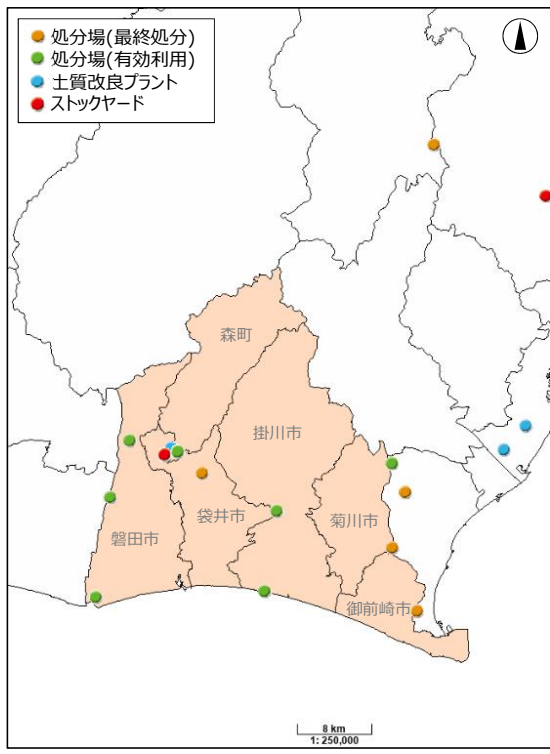 処分場(最終処分)
処分場(有効利用)
土質改良プラント
ストックヤード
森町
掛川市
磐田市
袋井市
菊川市
御前崎市
8 km
1: 250,000